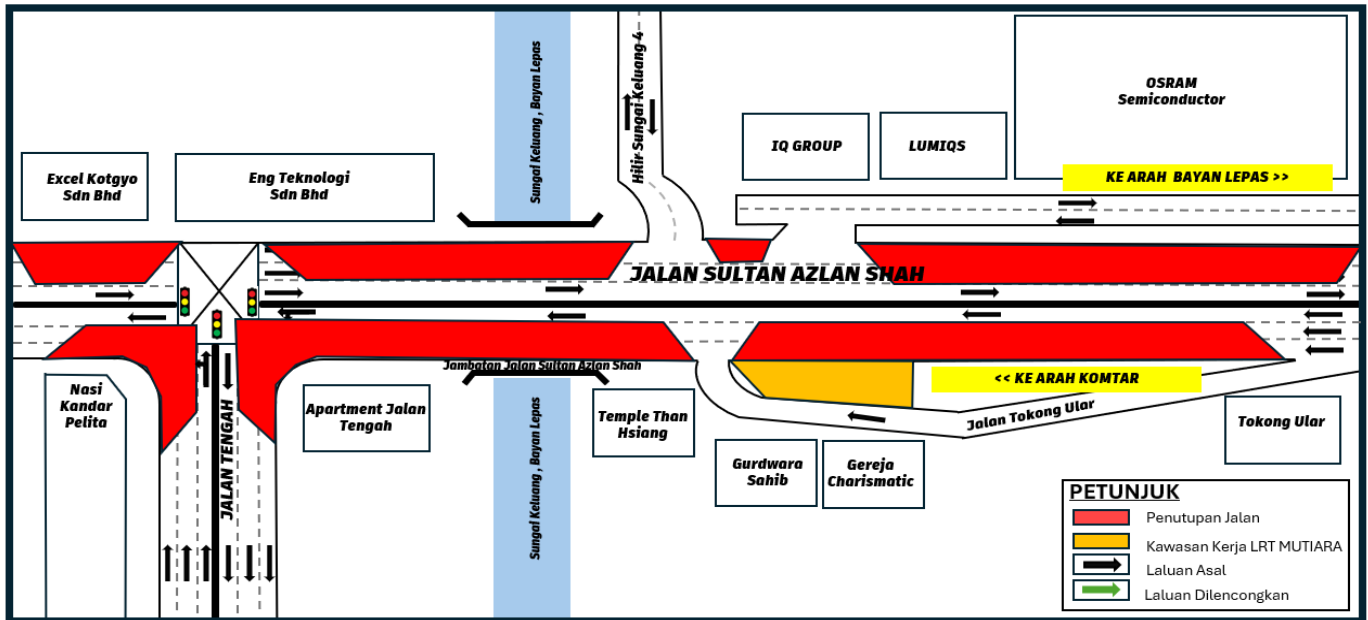 Sungai Keluang , Bayan Lepas
Hilir Sungai Keluang 4
OSRAM
Semiconductor
IQ GROUP
LUMIQS
Excel Kotgyo
Sdn Bhd
Eng Teknologi
Sdn Bhd
KE ARAH BAYAN LEPAS >>
JALAN SULTAN AZLAN SHAH
Jambatan Jalan Sultan Azlan Shah
<< KE ARAH KOMTAR
Nasi
Kandar
Pelita
JALAN TENGAH
Apartment Jalan
Tengah
Sungai Keluang , Bayan Lepas
Temple Than
Hsiang
Jalan Tokong Ular
Tokong Ular
Gurdwara
Sahib
Gereja
Charismatic
PETUNJUK
Penutupan Jalan
Kawasan Kerja LRT MUTIARA
Laluan Asal
Laluan Dilencongkan